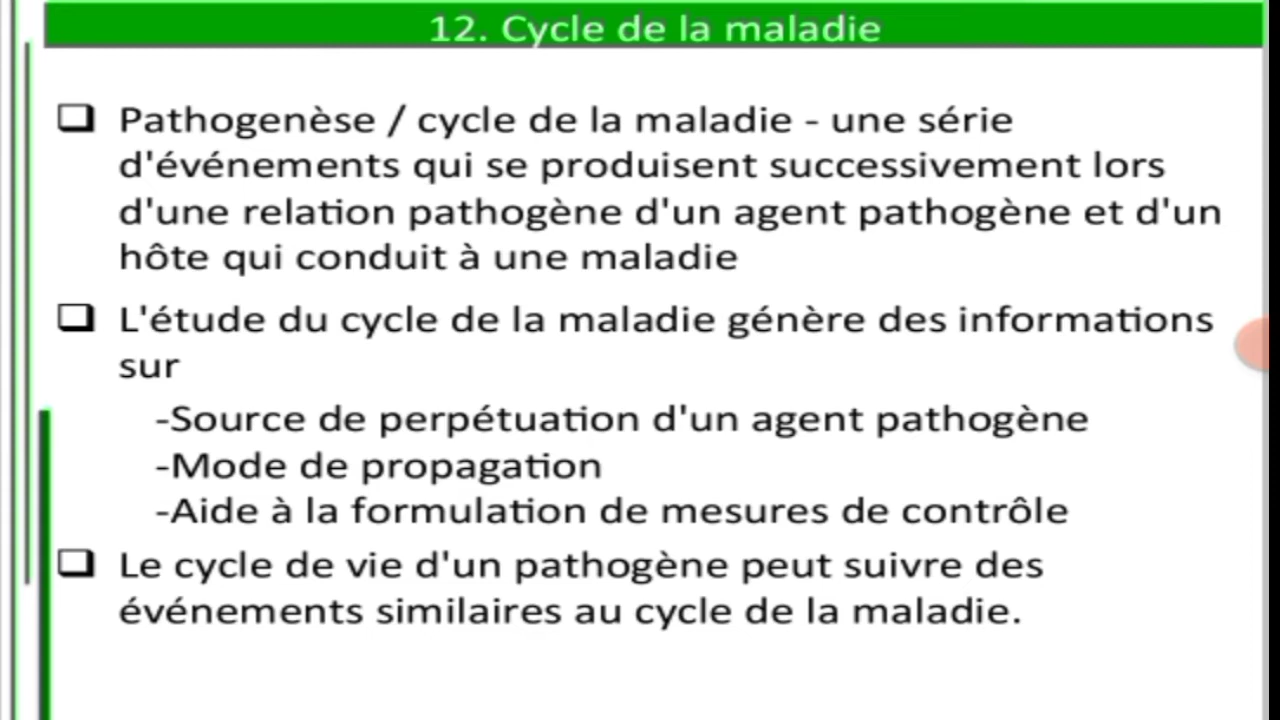 12. Cycle de la maladie
❑ Pathogenèse / cycle de la maladie - une série
d'événements qui se produisent successivement lors
d'une relation pathogène d'un agent pathogène et d'un
hôte qui conduit à une maladie
❑ L'étude du cycle de la maladie génère des informations
sur
-Source de perpétuation d'un agent pathogène
-Mode de propagation
-Aide à la formulation de mesures de contrôle
❑ Le cycle de vie d'un pathogène peut suivre des
événements similaires au cycle de la maladie.